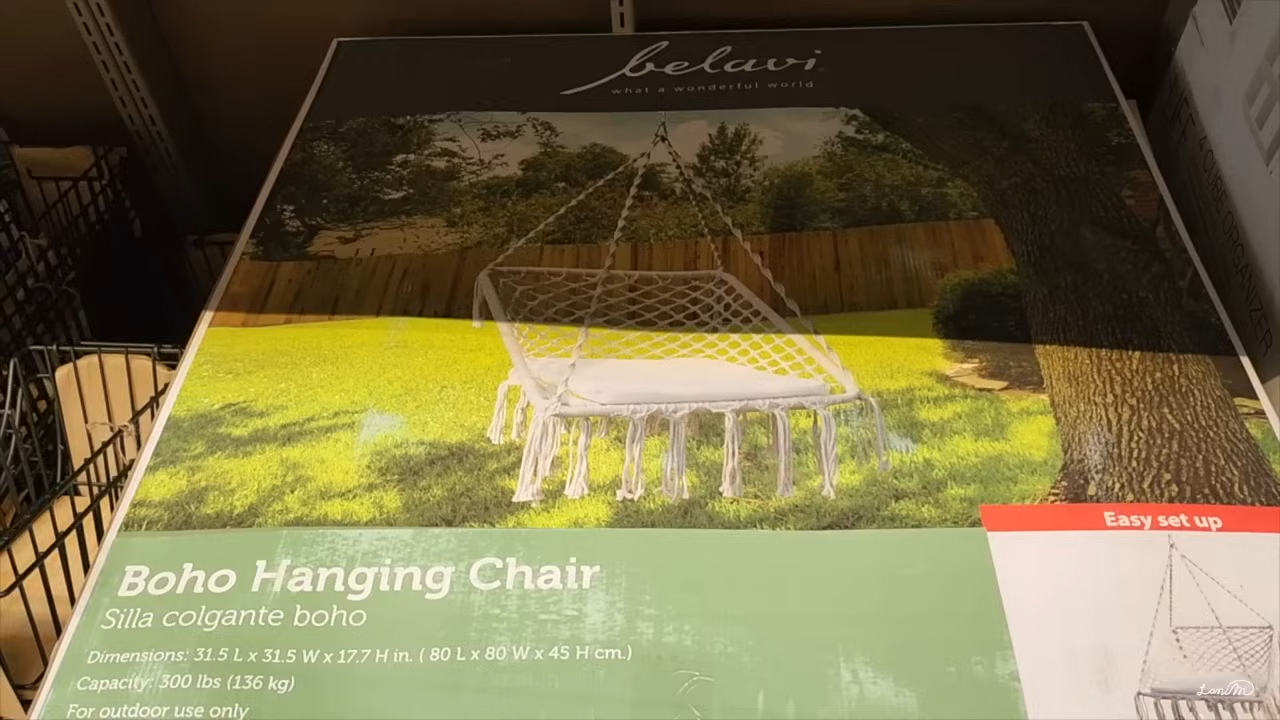 belavi
what a wonderful world
Boho Hanging Chair
Silla colgante boho
Dimensions: 31.5 L x 31.5 W x 17.7 H in. ( 80 L x 80 W x 45 H cm.)
Capacity: 300 lbs (136 kg)
For outdoor use only
Easy set up
LaniM